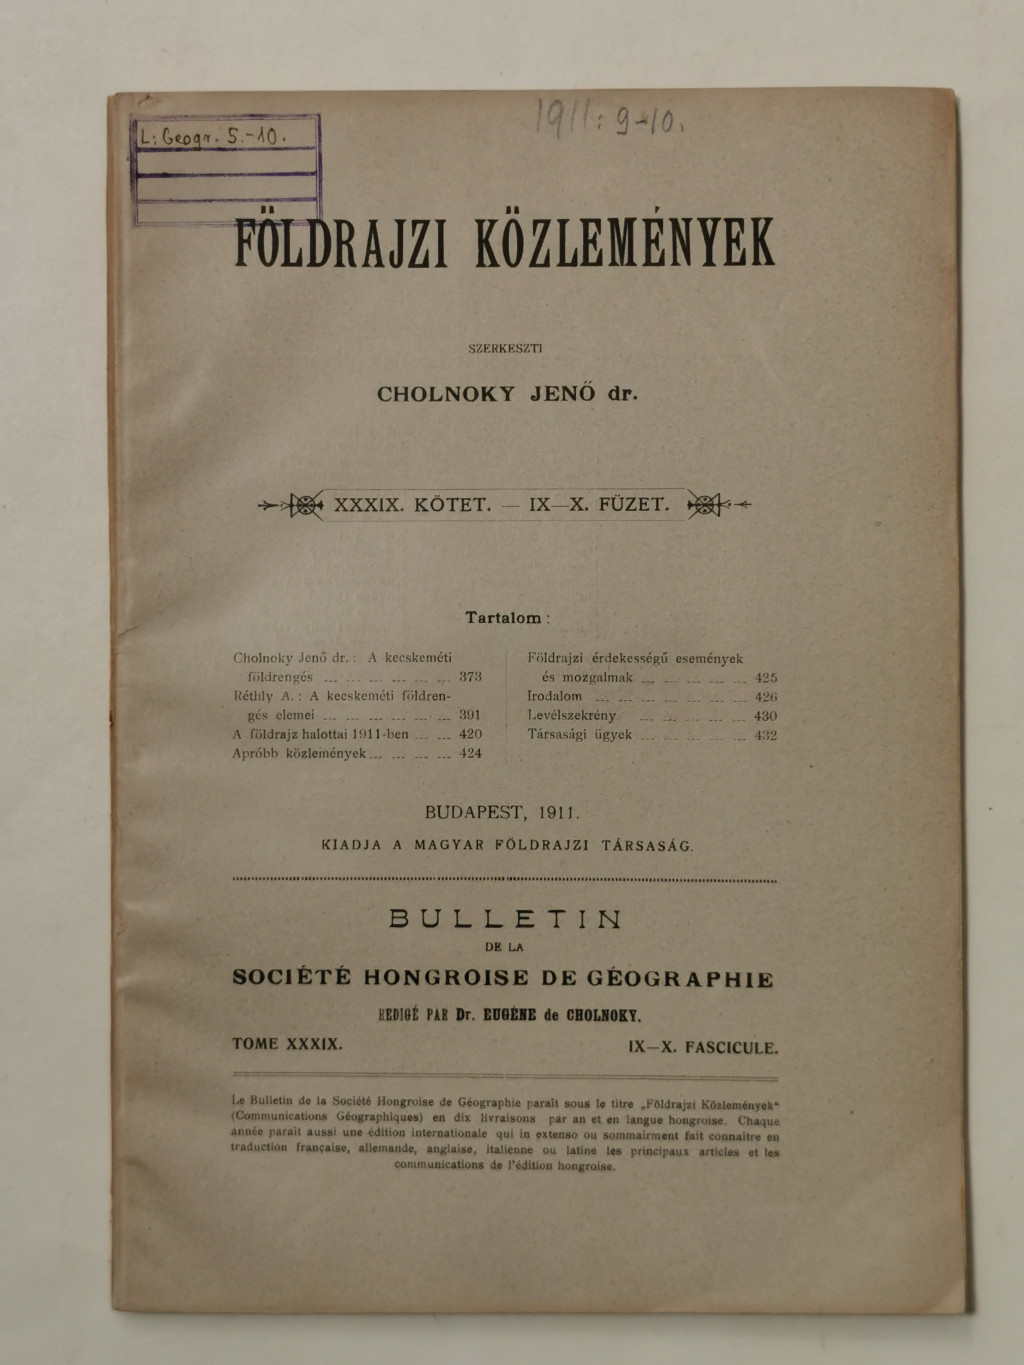 1911: 9-10.
L: Geogr. 5.-10.
FÖLDRAJZI KÖZLEMÉNYEK
SZERKESZTI
CHOLNOKY JENŐ dr.
XXXIX. KÖTET. — IX—X. FÜZET.
Tartalom :
Cholnoky Jenő dr. : A kecskeméti
földrengés ... ... ... ... ... ... ... 373
Réthly A. : A kecskeméti földren-
gés elemei ... ... ... ... ... ... 391
A földrajz halottai 1911-ben ... ... 420
Apróbb közlemények ... ... ... ... 424
Földrajzi érdekességű események
és mozgalmak ... ... ... ... ... 425
Irodalom ... ... ... ... ... ... ... 426
Levélszekrény ... ... ... ... ... 430
Társasági ügyek ... ... ... ... ... 432
BUDAPEST, 1911.
KIADJA A MAGYAR FÖLDRAJZI TÁRSASÁG.
BULLETIN
DE LA
SOCIÉTÉ HONGROISE DE GÉOGRAPHIE
REDIGÉ PAR Dr. EUGÈNE de CHOLNOKY.
TOME XXXIX.
IX—X. FASCICULE.
Le Bulletin de la Société Hongroise de Géographie parait sous le titre „Földrajzi Közlemények“
(Communications Géographiques) en dix livraisons par an et en langue hongroise. Chaque
année parait aussi une édition internationale qui in extenso ou sommairment fait connaitre en
traduction française, allemande, anglaise, italienne ou latine les principaux articles et les
communications de l'édition hongroise.